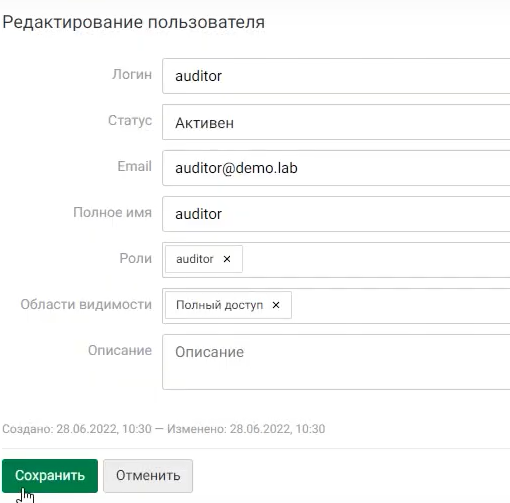 Редактирование пользователя
Логин auditor
Статус Активен
Email auditor@demo.lab
Полное имя auditor
Роли auditor ×
Области видимости Полный доступ ×
Описание Описание
Создано: 28.06.2022, 10:30 — Изменено: 28.06.2022, 10:30
Сохранить Отменить